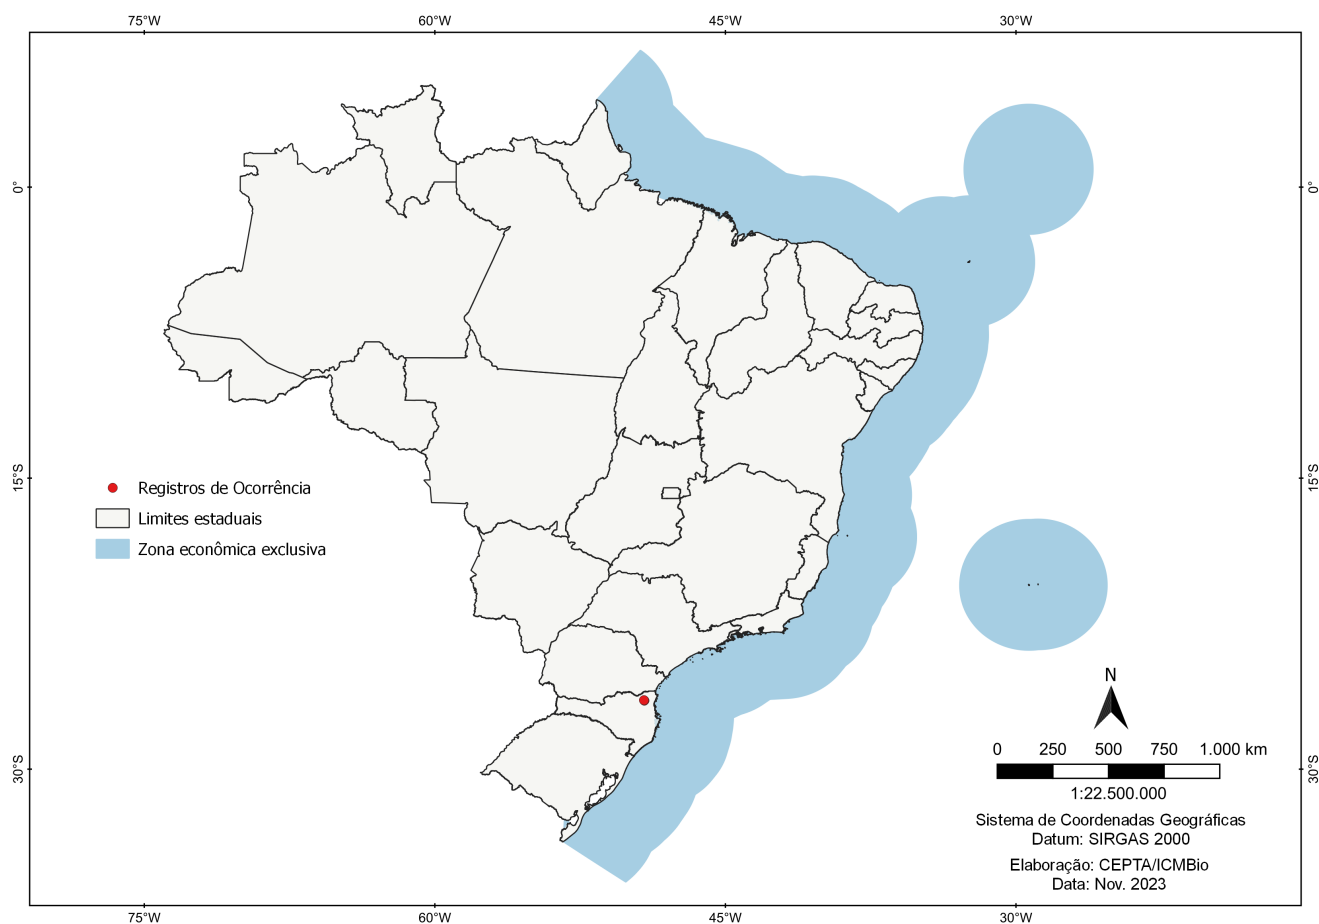 75°W 60°W 45°W 30°W
0° 0°
15°S 15°S
30°S 30°S
Registros de Ocorrência
Limites estaduais
Zona econômica exclusiva
N
0 250 500 750 1.000 km
1:22.500.000
Sistema de Coordenadas Geográficas
Datum: SIRGAS 2000
Elaboração: CEPTA/ICMBio
Data: Nov. 2023
75°W 60°W 45°W 30°W